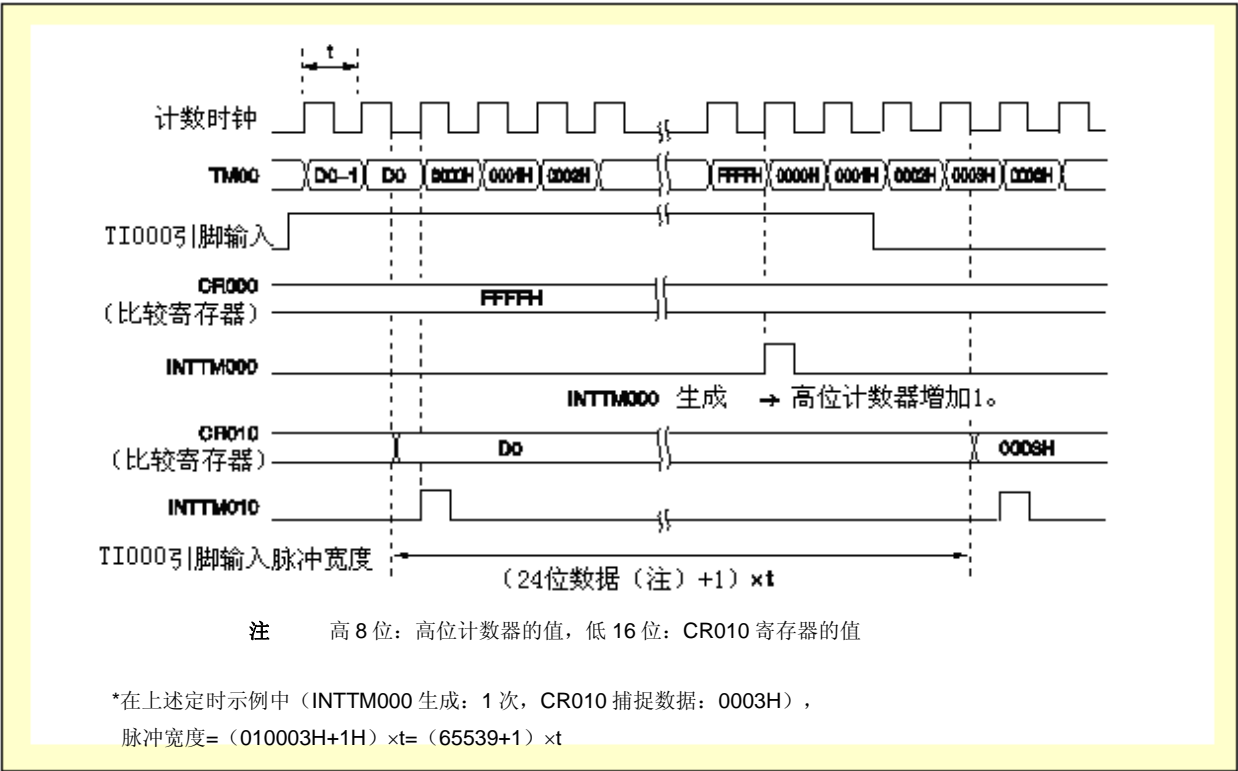 t
计数时钟
TM00 D0-1 D0 0000H 0001H 0002H FFFFH 0000H 0001H 0002H 0003H
TI000引脚输入
CR000
(比较寄存器) FFFFH
INTTM000
INTTM000 生成 → 高位计数器增加1。
CR010
(比较寄存器) D0
INTTM010
TI000引脚输入脉冲宽度
(24位数据(注)+1)×t
注 高 8 位:高位计数器的值,低 16 位:CR010 寄存器的值
*在上述定时示例中(INTTM000 生成:1 次,CR010 捕捉数据:0003H),
脉冲宽度=(010003H+1H)×t=(65539+1)×t